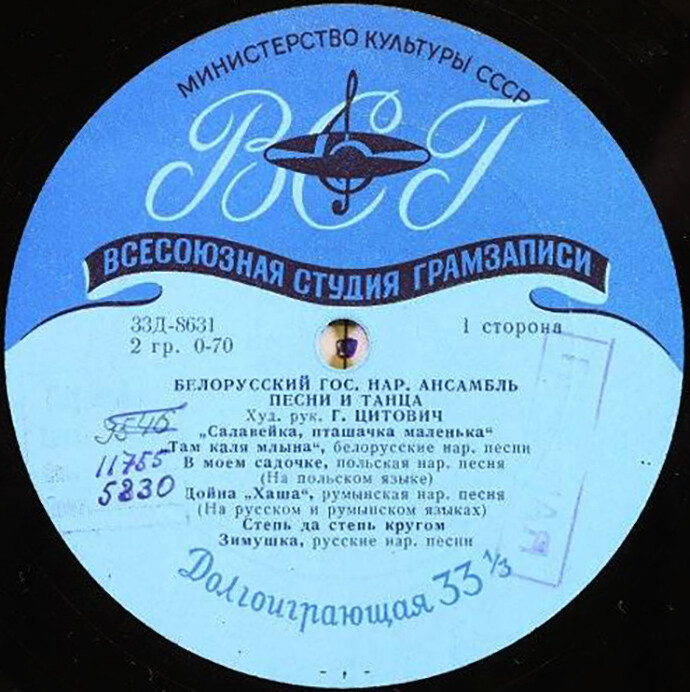 МИНИСТЕРСТВО КУЛЬТУРЫ СССР
ВСГ
ВСЕСОЮЗНАЯ СТУДИЯ ГРАМЗАПИСИ
33Д-8631
2 гр. 0-70
1 сторона
БЕЛОРУССКИЙ ГОС. НАР. АНСАМБЛЬ
ПЕСНИ И ТАНЦА
Худ. рук. Г. ЦИТОВИЧ
„Салавейка, пташачка маленька“
„Там каля млына“, белорусские нар. песни
В моем садочке, польская нар. песня
(На польском языке)
Дойна „Хаша“, румынская нар. песня
(На русском и румынском языках)
Степь да степь кругом
Зимушка, русские нар. песни
11755
5230
Долгоиграющая 33 1/3